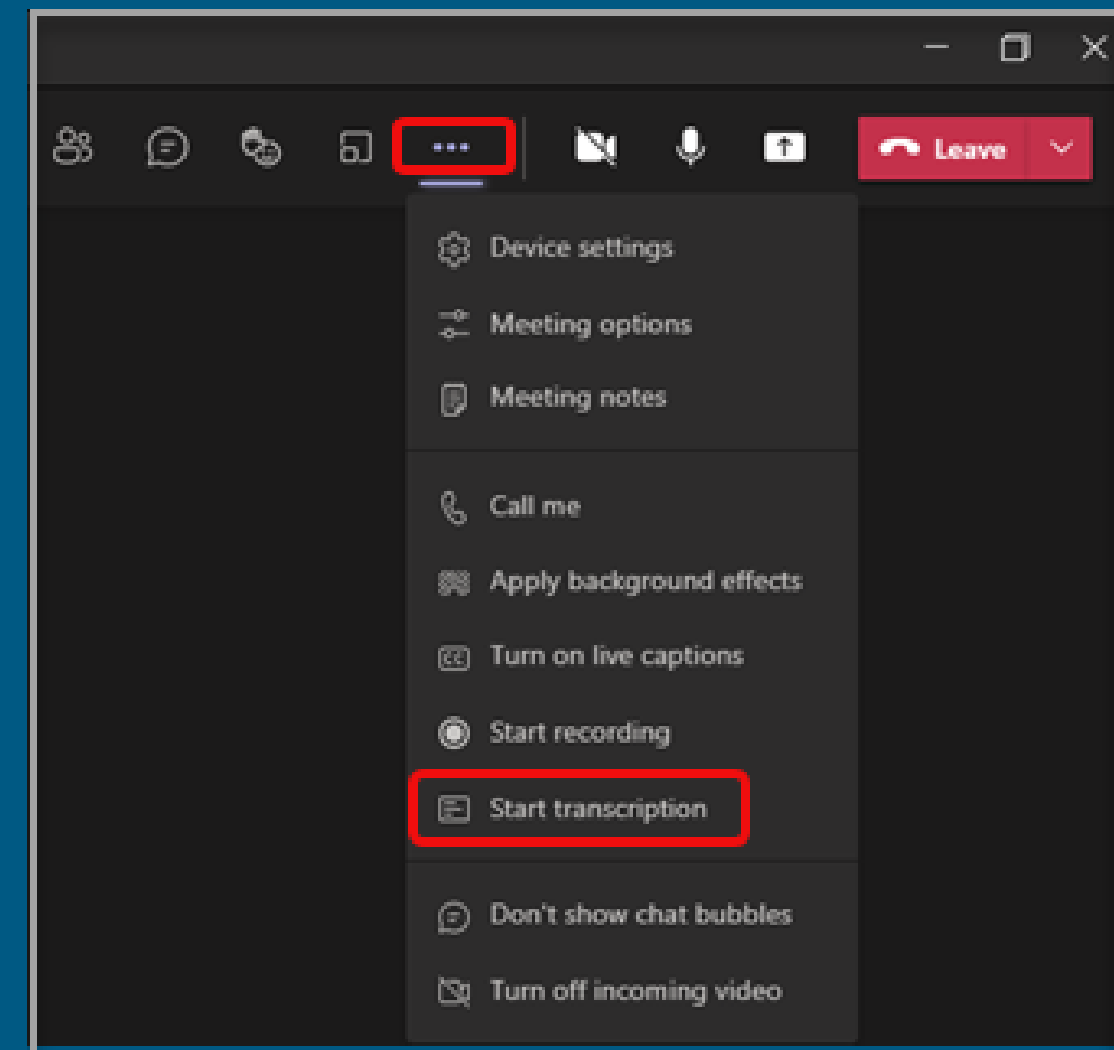 Leave
Device settings
Meeting options
Meeting notes
Call me
Apply background effects
Turn on live captions
Start recording
Start transcription
Don't show chat bubbles
Turn off incoming video